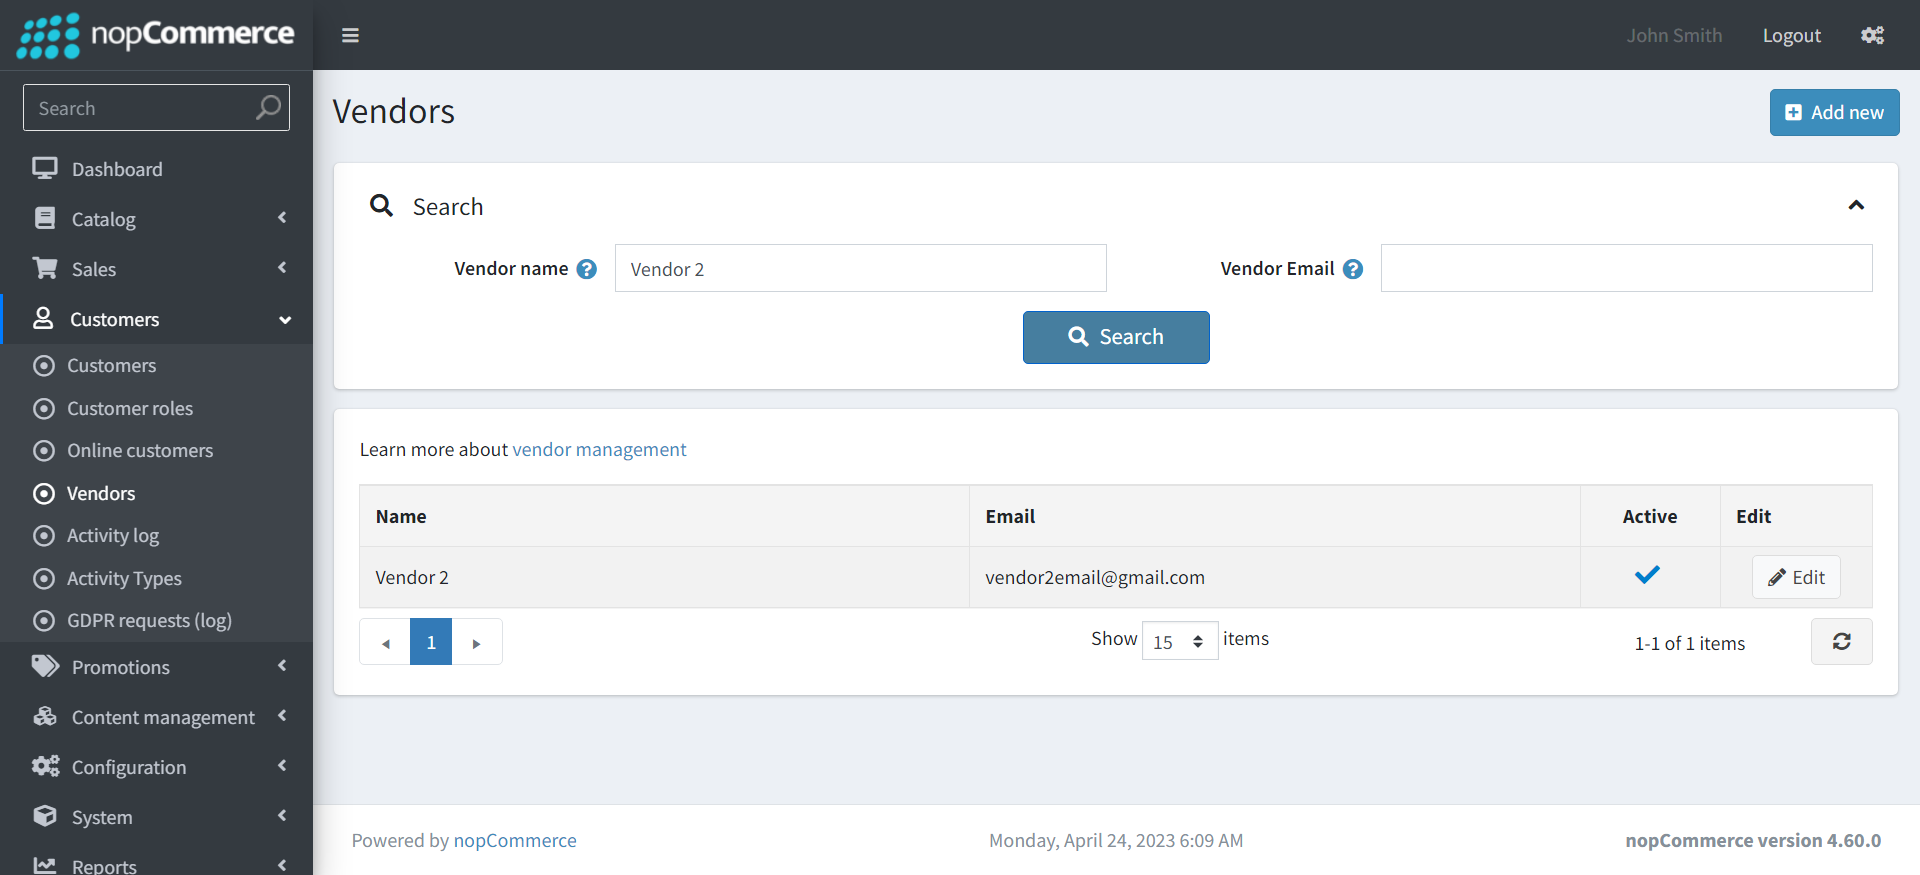 nopCommerce
John Smith
Logout
Search
Dashboard
Catalog
Sales
Customers
Customers
Customer roles
Online customers
Vendors
Activity log
Activity Types
GDPR requests (log)
Promotions
Content management
Configuration
System
Reports
Vendors
Add new
Search
Vendor name ? Vendor 2
Vendor Email ?
Search
Learn more about vendor management
Name Email Active Edit
Vendor 2 vendor2email@gmail.com Edit
1
Show 15 items
1-1 of 1 items
Powered by nopCommerce
Monday, April 24, 2023 6:09 AM
nopCommerce version 4.60.0